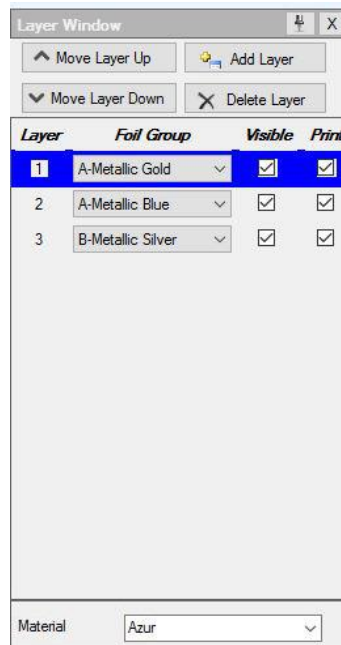 Layer Window X
Move Layer Up Add Layer
Move Layer Down Delete Layer
Layer Foil Group Visible Print
1 A-Metallic Gold
2 A-Metallic Blue
3 B-Metallic Silver
Material Azur